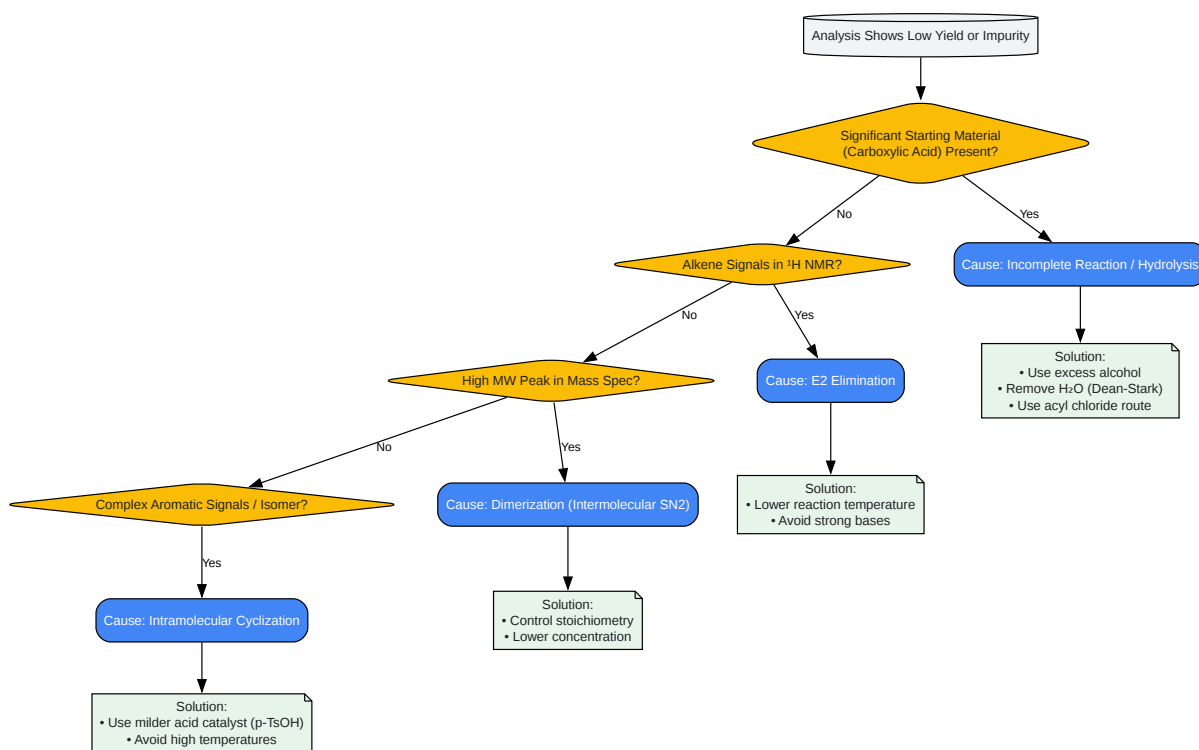 Analysis Shows Low Yield or Impurity
Significant Starting Material
(Carboxylic Acid) Present?
No
Yes
Alkene Signals in ¹H NMR?
Cause: Incomplete Reaction / Hydrolysis
No
Yes
Solution:
• Use excess alcohol
• Remove H₂O (Dean-Stark)
• Use acyl chloride route
High MW Peak in Mass Spec?
Cause: E2 Elimination
No
Yes
Solution:
• Lower reaction temperature
• Avoid strong bases
Complex Aromatic Signals / Isomer?
Cause: Dimerization (Intermolecular SN2)
Yes
Solution:
• Control stoichiometry
• Lower concentration
Cause: Intramolecular Cyclization
Solution:
• Use milder acid catalyst (p-TsOH)
• Avoid high temperatures